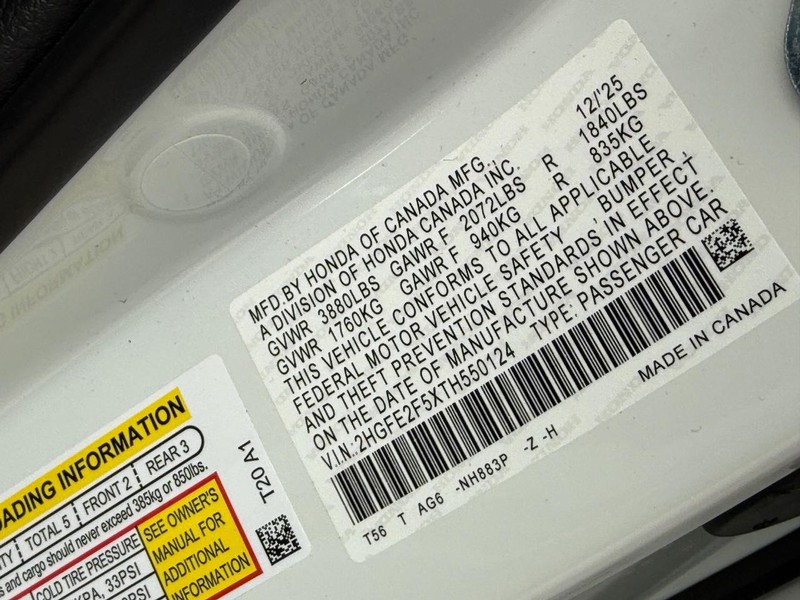 MFD.BY HONDA OF CANADA MFG., 12/'25
A DIVISION OF HONDA CANADA INC.
GVWR 3880LBS GAWR F 2072LBS R 1840LBS
GVWR 1760KG GAWR F 940KG R 835KG
THIS VEHICLE CONFORMS TO ALL APPLICABLE
FEDERAL MOTOR VEHICLE SAFETY , BUMPER ,
AND THEFT PREVENTION STANDARDS IN EFFECT
ON THE DATE OF MANUFACTURE SHOWN ABOVE.
V.I.N.:2HGFE2F5XTH550124 TYPE: PASSENGER CAR
T56 T AG6 -NH883P -Z -H
MADE IN CANADA
ADING INFORMATION
TOTAL 5 FRONT 2 REAR 3
s and cargo should never exceed 385kg or 850lbs.
COLD TIRE PRESSURE
KPA, 33PSI
SEE OWNER'S
MANUAL FOR
ADDITIONAL
INFORMATION
T20 A1